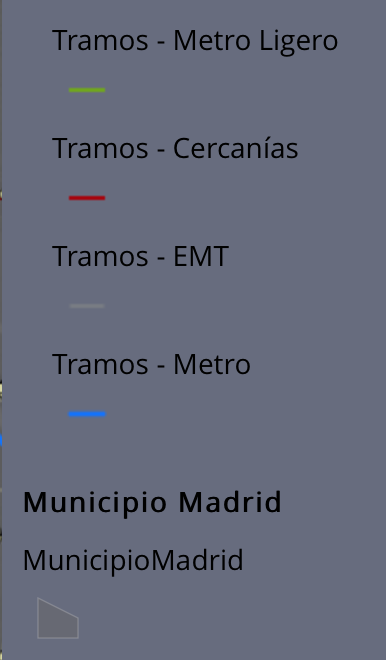 Tramos - Metro Ligero
Tramos - Cercanías
Tramos - EMT
Tramos - Metro
Municipio Madrid
MunicipioMadrid